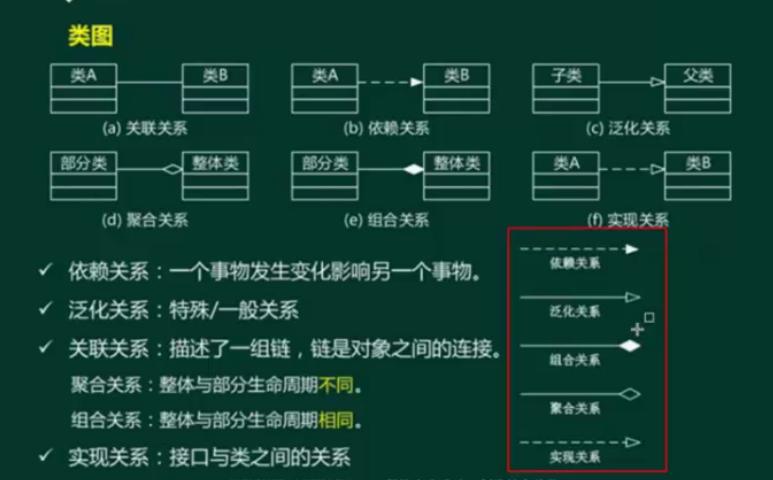 类图
类A 类B 类A 类B 子类 父类
(a) 关联关系 (b) 依赖关系 (c) 泛化关系
部分类 整体类 部分类 整体类 类A 类B
(d) 聚合关系 (e) 组合关系 (f) 实现关系
依赖关系
✓ 依赖关系：一个事物发生变化影响另一个事物。
✓ 泛化关系：特殊/一般关系
泛化关系
✓ 关联关系：描述了一组链，链是对象之间的连接。
组合关系
聚合关系：整体与部分生命周期不同。
聚合关系
组合关系：整体与部分生命周期相同。
✓ 实现关系：接口与类之间的关系
实现关系